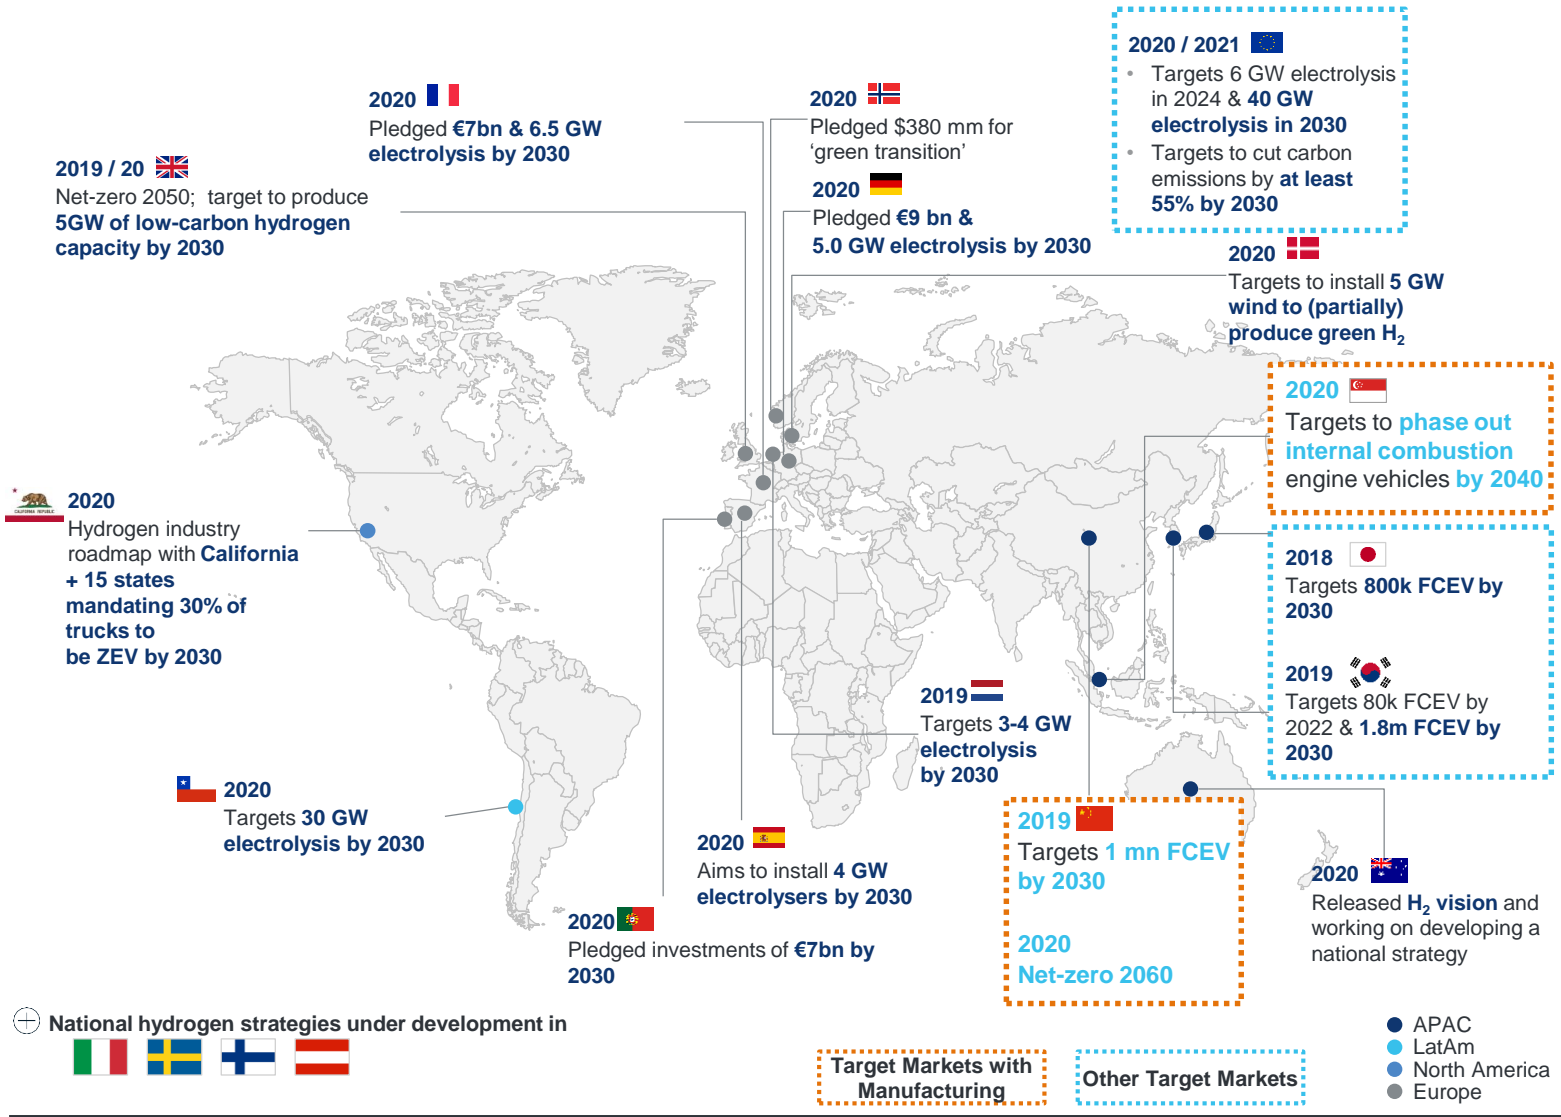 2020 / 2021
• Targets 6 GW electrolysis
in 2024 & 40 GW
electrolysis in 2030
• Targets to cut carbon
emissions by at least
55% by 2030
2020
Pledged €7bn & 6.5 GW
electrolysis by 2030
2020
Pledged $380 mm for
‘green transition’
2019 / 20
Net-zero 2050; target to produce
5GW of low-carbon hydrogen
capacity by 2030
2020
Pledged €9 bn &
5.0 GW electrolysis by 2030
2020
Targets to install 5 GW
wind to (partially)
produce green H₂
2020
Targets to phase out
internal combustion
engine vehicles by 2040
CALIFORNIA REPUBLIC
2020
Hydrogen industry
roadmap with California
+ 15 states
mandating 30% of
trucks to
be ZEV by 2030
2018
Targets 800k FCEV by
2030
2019
Targets 80k FCEV by
2022 & 1.8m FCEV by
2030
2019
Targets 3-4 GW
electrolysis
by 2030
2020
Targets 30 GW
electrolysis by 2030
2020
Aims to install 4 GW
electrolysers by 2030
2019
Targets 1 mn FCEV
by 2030
2020
Net-zero 2060
2020
Released H₂ vision and
working on developing a
national strategy
2020
Pledged investments of €7bn by
2030
National hydrogen strategies under development in
Target Markets with
Manufacturing
Other Target Markets
APAC
LatAm
North America
Europe